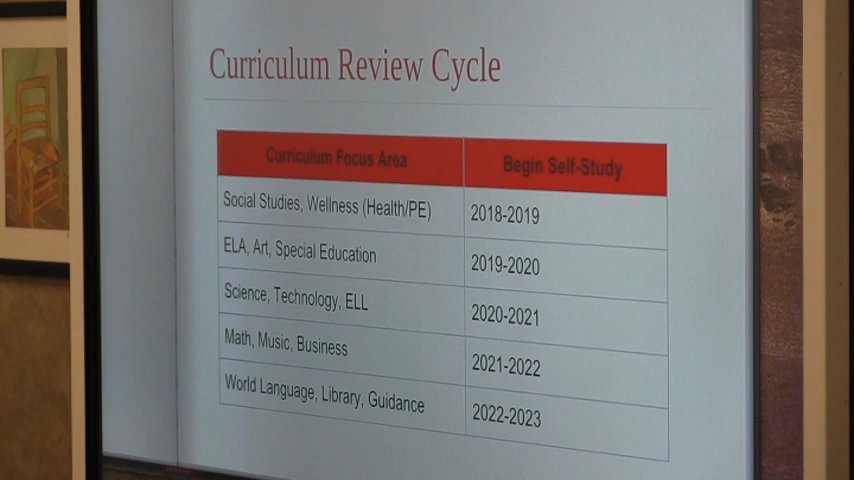 Curriculum Review Cycle
Curriculum Focus Area Begin Self-Study
Social Studies, Wellness (Health/PE) 2018-2019
ELA, Art, Special Education 2019-2020
Science, Technology, ELL 2020-2021
Math, Music, Business 2021-2022
World Language, Library, Guidance 2022-2023